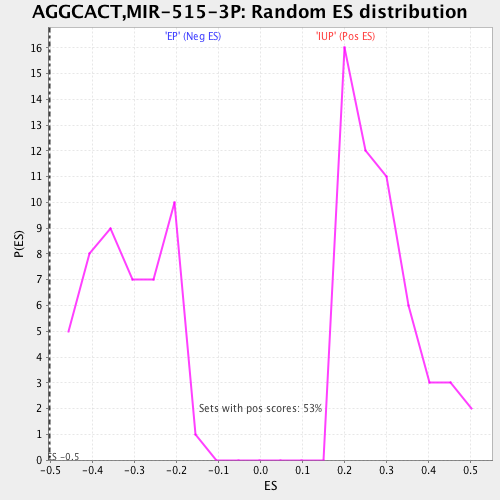 AGGCACT,MIR-515-3P: Random ES distribution
'EP' (Neg ES) 'IUP' (Pos ES)
16
15
14
13
12
11
10
9
8
7
6
5
4
3
2
1
0
P(ES)
Sets with pos scores: 53%
ES -0.5
-0.5 -0.4 -0.3 -0.2 -0.1 0.0 0.1 0.2 0.3 0.4 0.5
ES